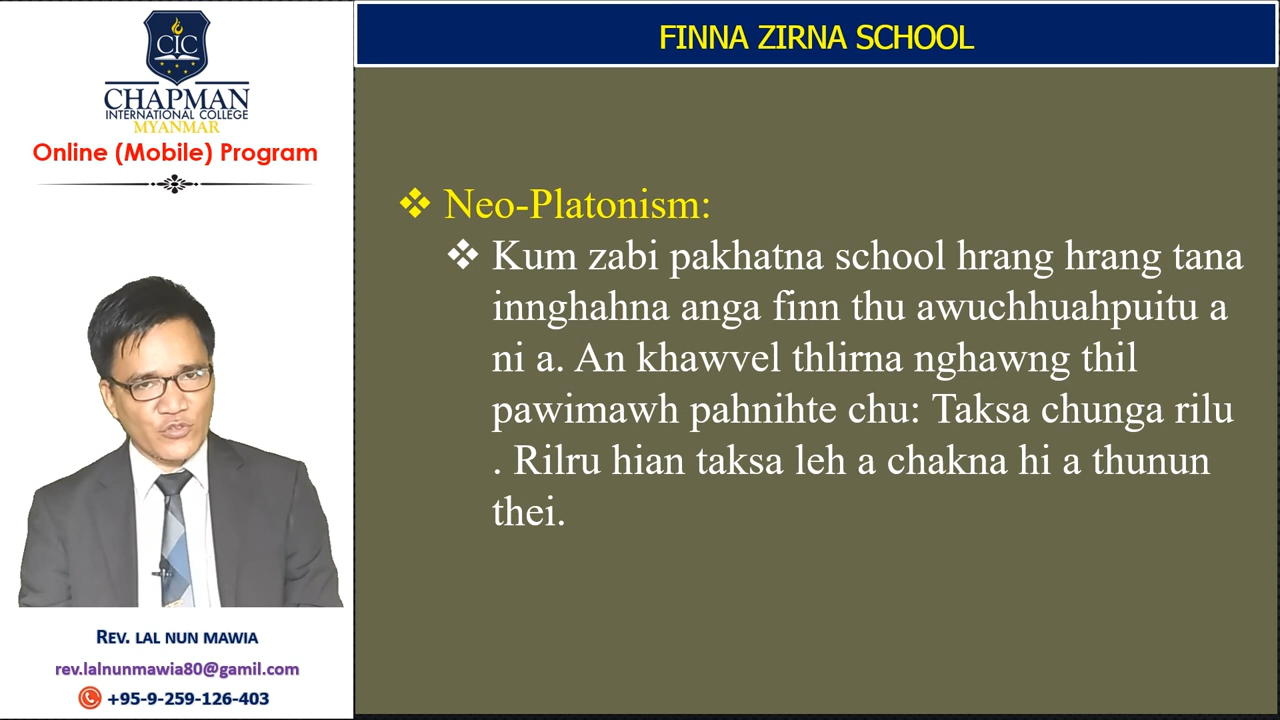 CIC
CHAPMAN
INTERNATIONAL COLLEGE
MYANMAR
Online (Mobile) Program
REV. LAL NUN MAWIA
rev.lalnunmawia80@gamil.com
+95-9-259-126-403
FINNA ZIRNA SCHOOL
❖ Neo-Platonism:
❖ Kum zabi pakhatna school hrang hrang tana
innghahna anga finn thu awuchhuahpuitu a
ni a. An khawvel thlirna nghawng thil
pawimawh pahnihte chu: Taksa chunga rilu
. Rilru hian taksa leh a chakna hi a thunun
thei.